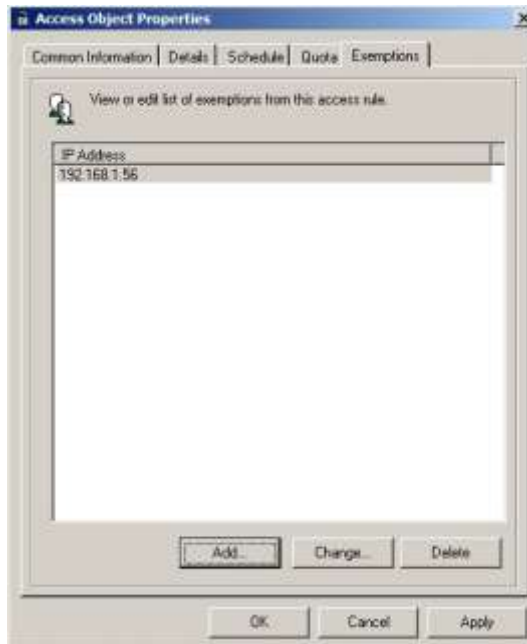 Access Object Properties
Common Information Details Schedule Quota Exemptions
View or edit list of exemptions from this access rule.
IP Address
192.168.1.56
Add... Change... Delete
OK Cancel Apply